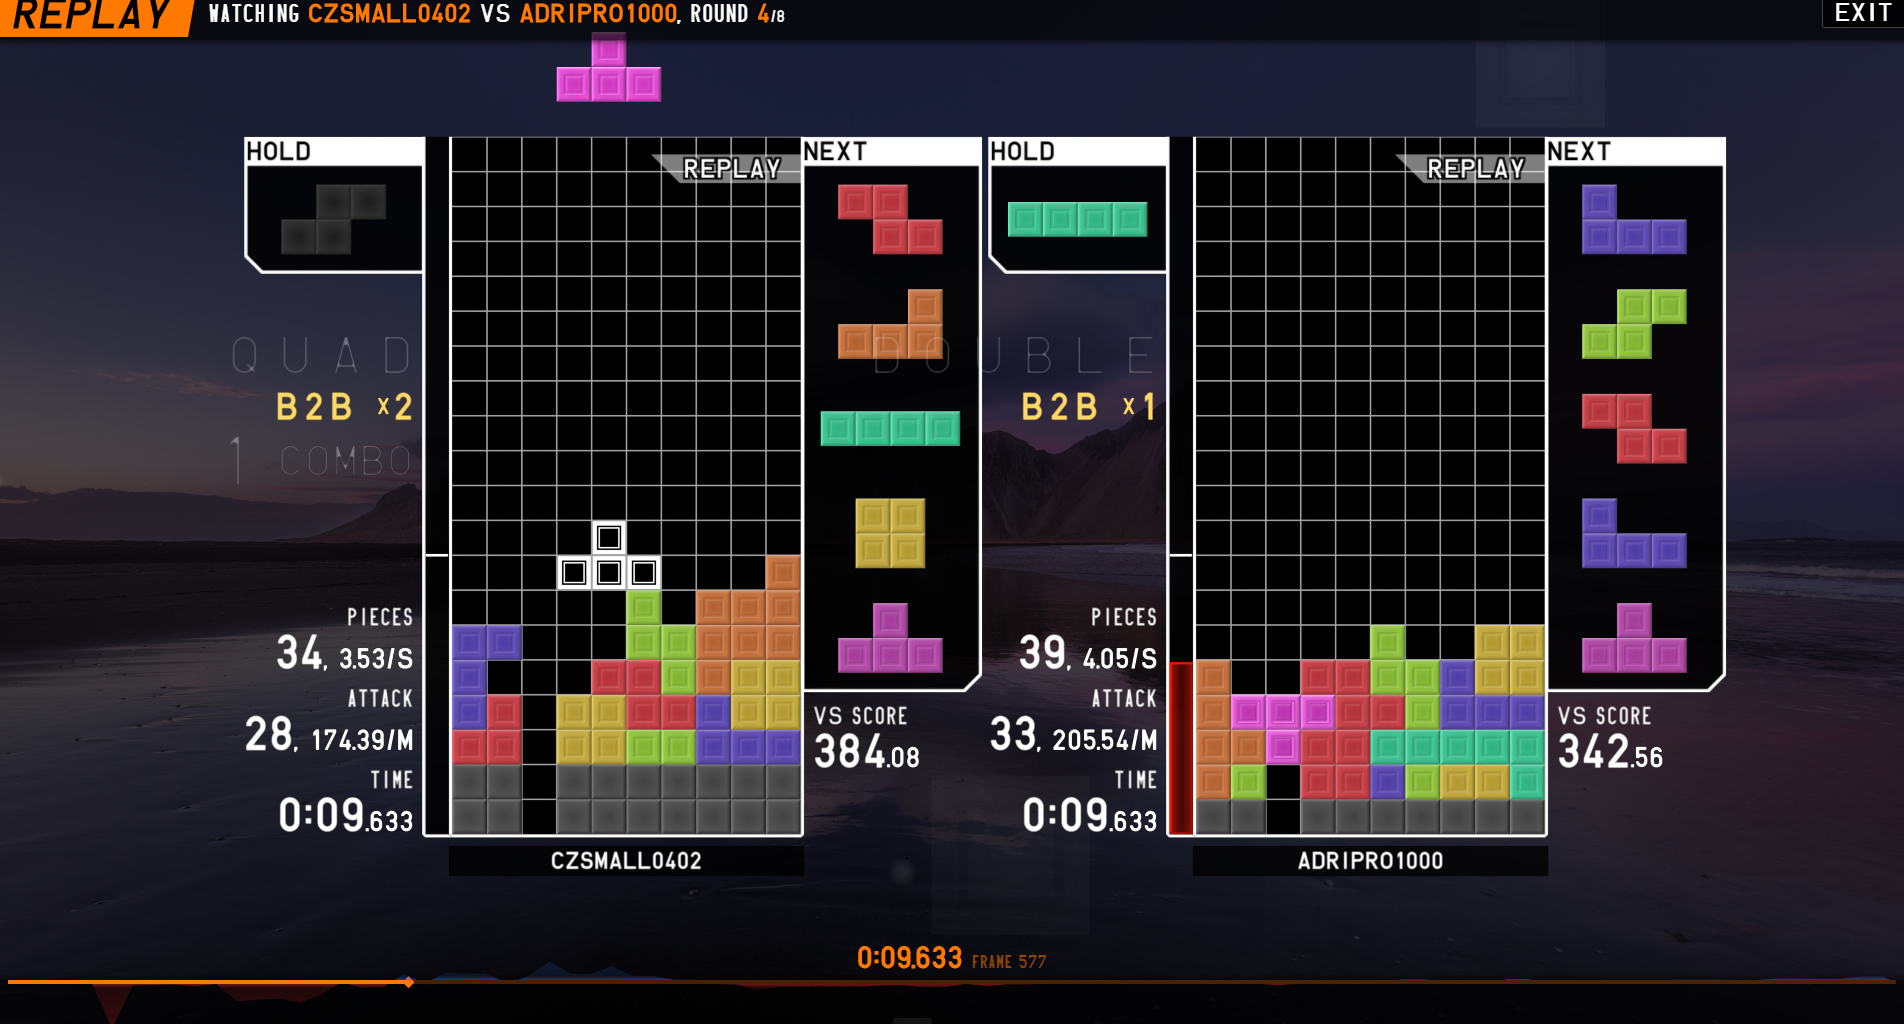 REPLAY WATCHING CZSMALL0402 VS ADRIPRO1000, ROUND 4/8 EXIT
HOLD
REPLAY
NEXT
QUAD
B2B ×2
1 COMBO
PIECES
34, 3.53/S
ATTACK
28, 174.39/M
TIME
0:09.633
VS SCORE
384.08
CZSMALL0402
HOLD
REPLAY
NEXT
DOUBLE
B2B ×1
PIECES
39, 4.05/S
ATTACK
33, 205.54/M
TIME
0:09.633
VS SCORE
342.56
ADRIPRO1000
0:09.633 FRAME 577